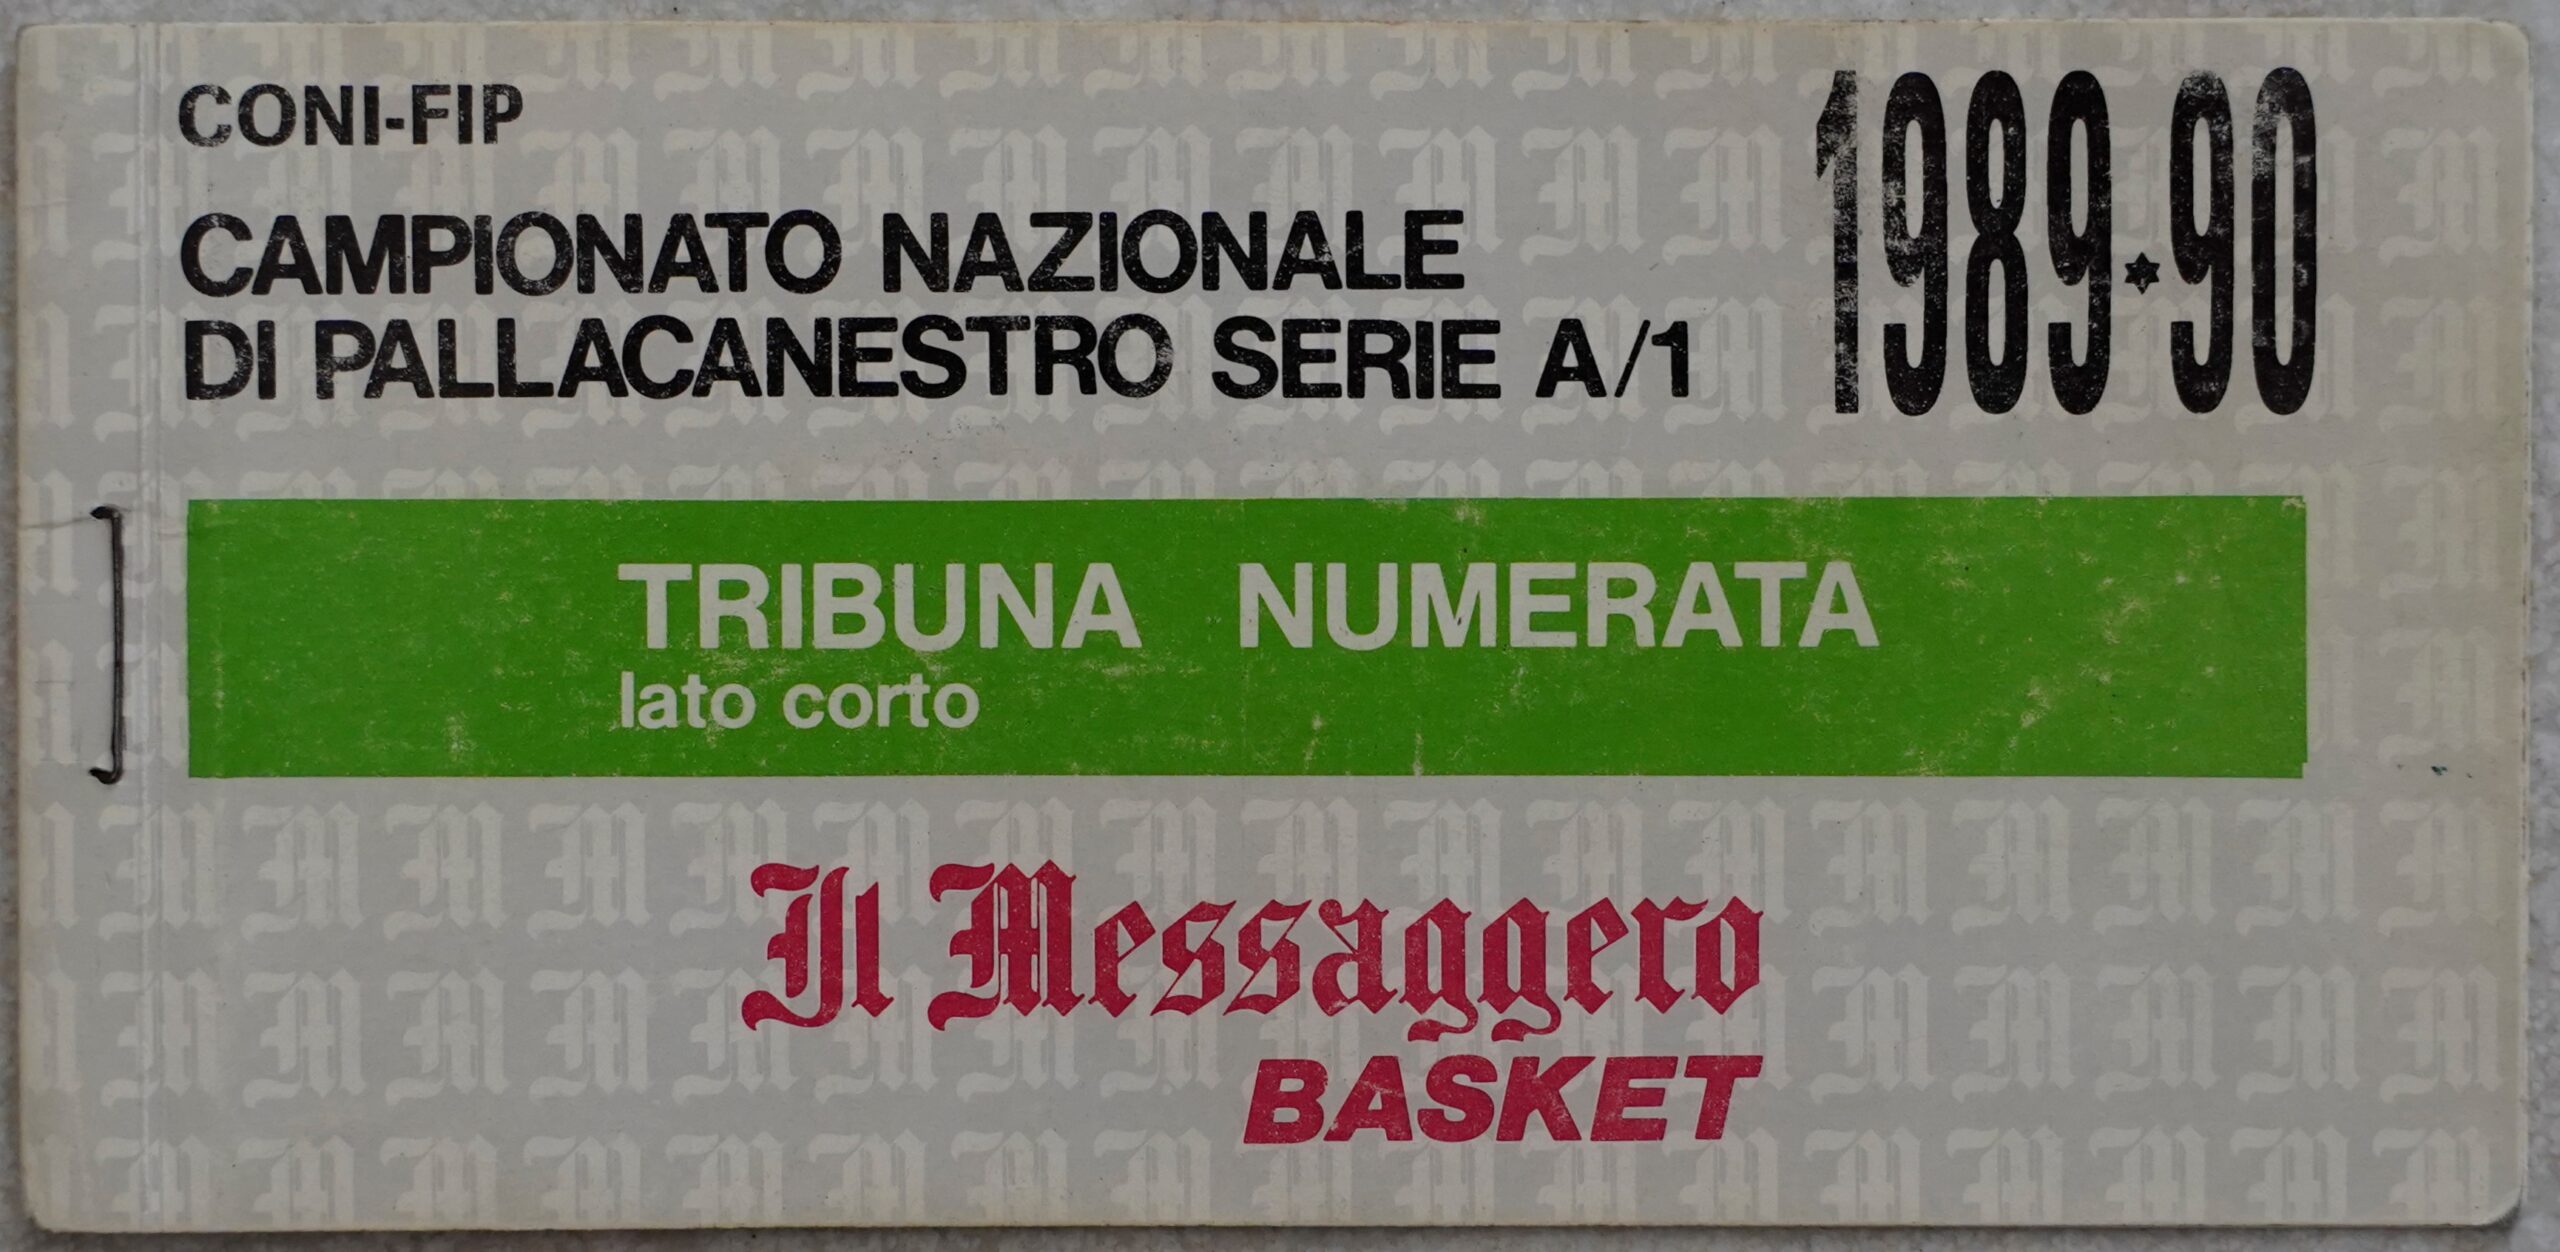 CONI-FIP
CAMPIONATO NAZIONALE
DI PALLACANESTRO SERIE A/1
1989*90
TRIBUNA NUMERATA
lato corto
Il Messaggero
BASKET